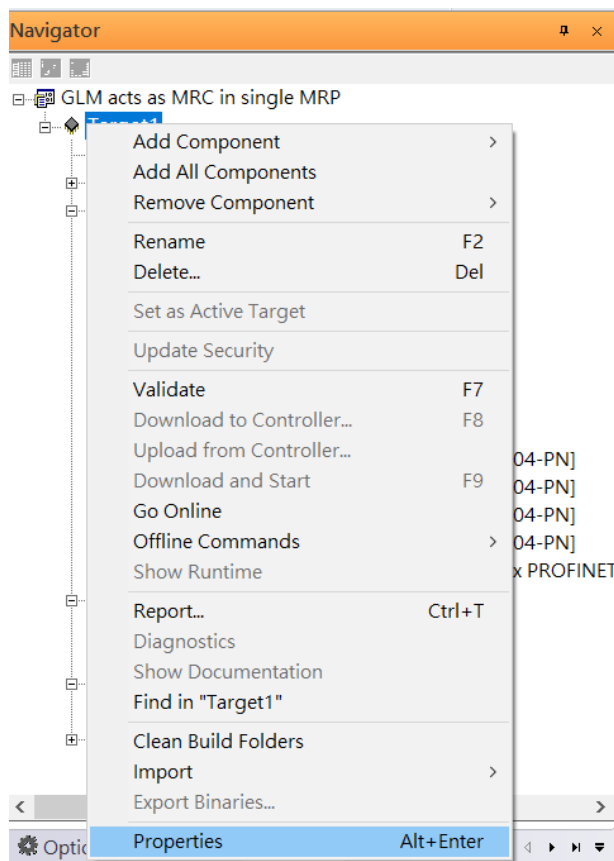 Navigator
GLM acts as MRC in single MRP
Target1
Add Component
Add All Components
Remove Component
Rename F2
Delete... Del
Set as Active Target
Update Security
Validate F7
Download to Controller... F8
Upload from Controller...
04-PN]
Download and Start F9
04-PN]
Go Online
04-PN]
Offline Commands
04-PN]
Show Runtime
x PROFINET
Report... Ctrl+T
Diagnostics
Show Documentation
Find in "Target1"
Clean Build Folders
Import
Export Binaries...
Optio
Properties Alt+Enter